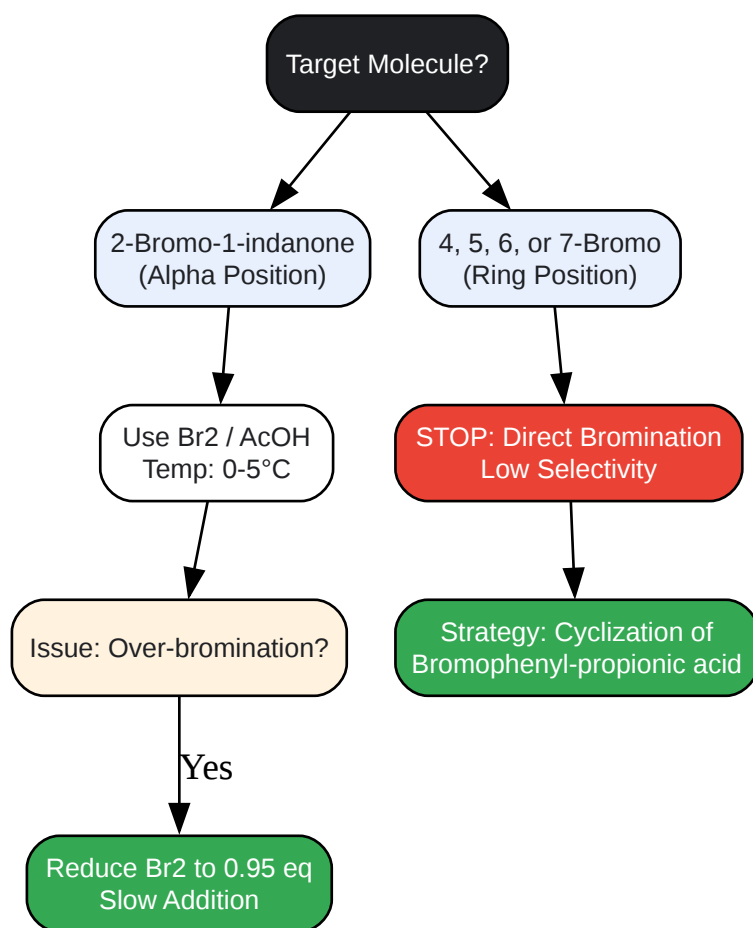 Target Molecule?
2-Bromo-1-indanone
(Alpha Position)
4, 5, 6, or 7-Bromo
(Ring Position)
Use Br2 / AcOH
Temp: 0-5°C
STOP: Direct Bromination
Low Selectivity
Issue: Over-bromination?
Strategy: Cyclization of
Bromophenyl-propionic acid
Yes
Reduce Br2 to 0.95 eq
Slow Addition